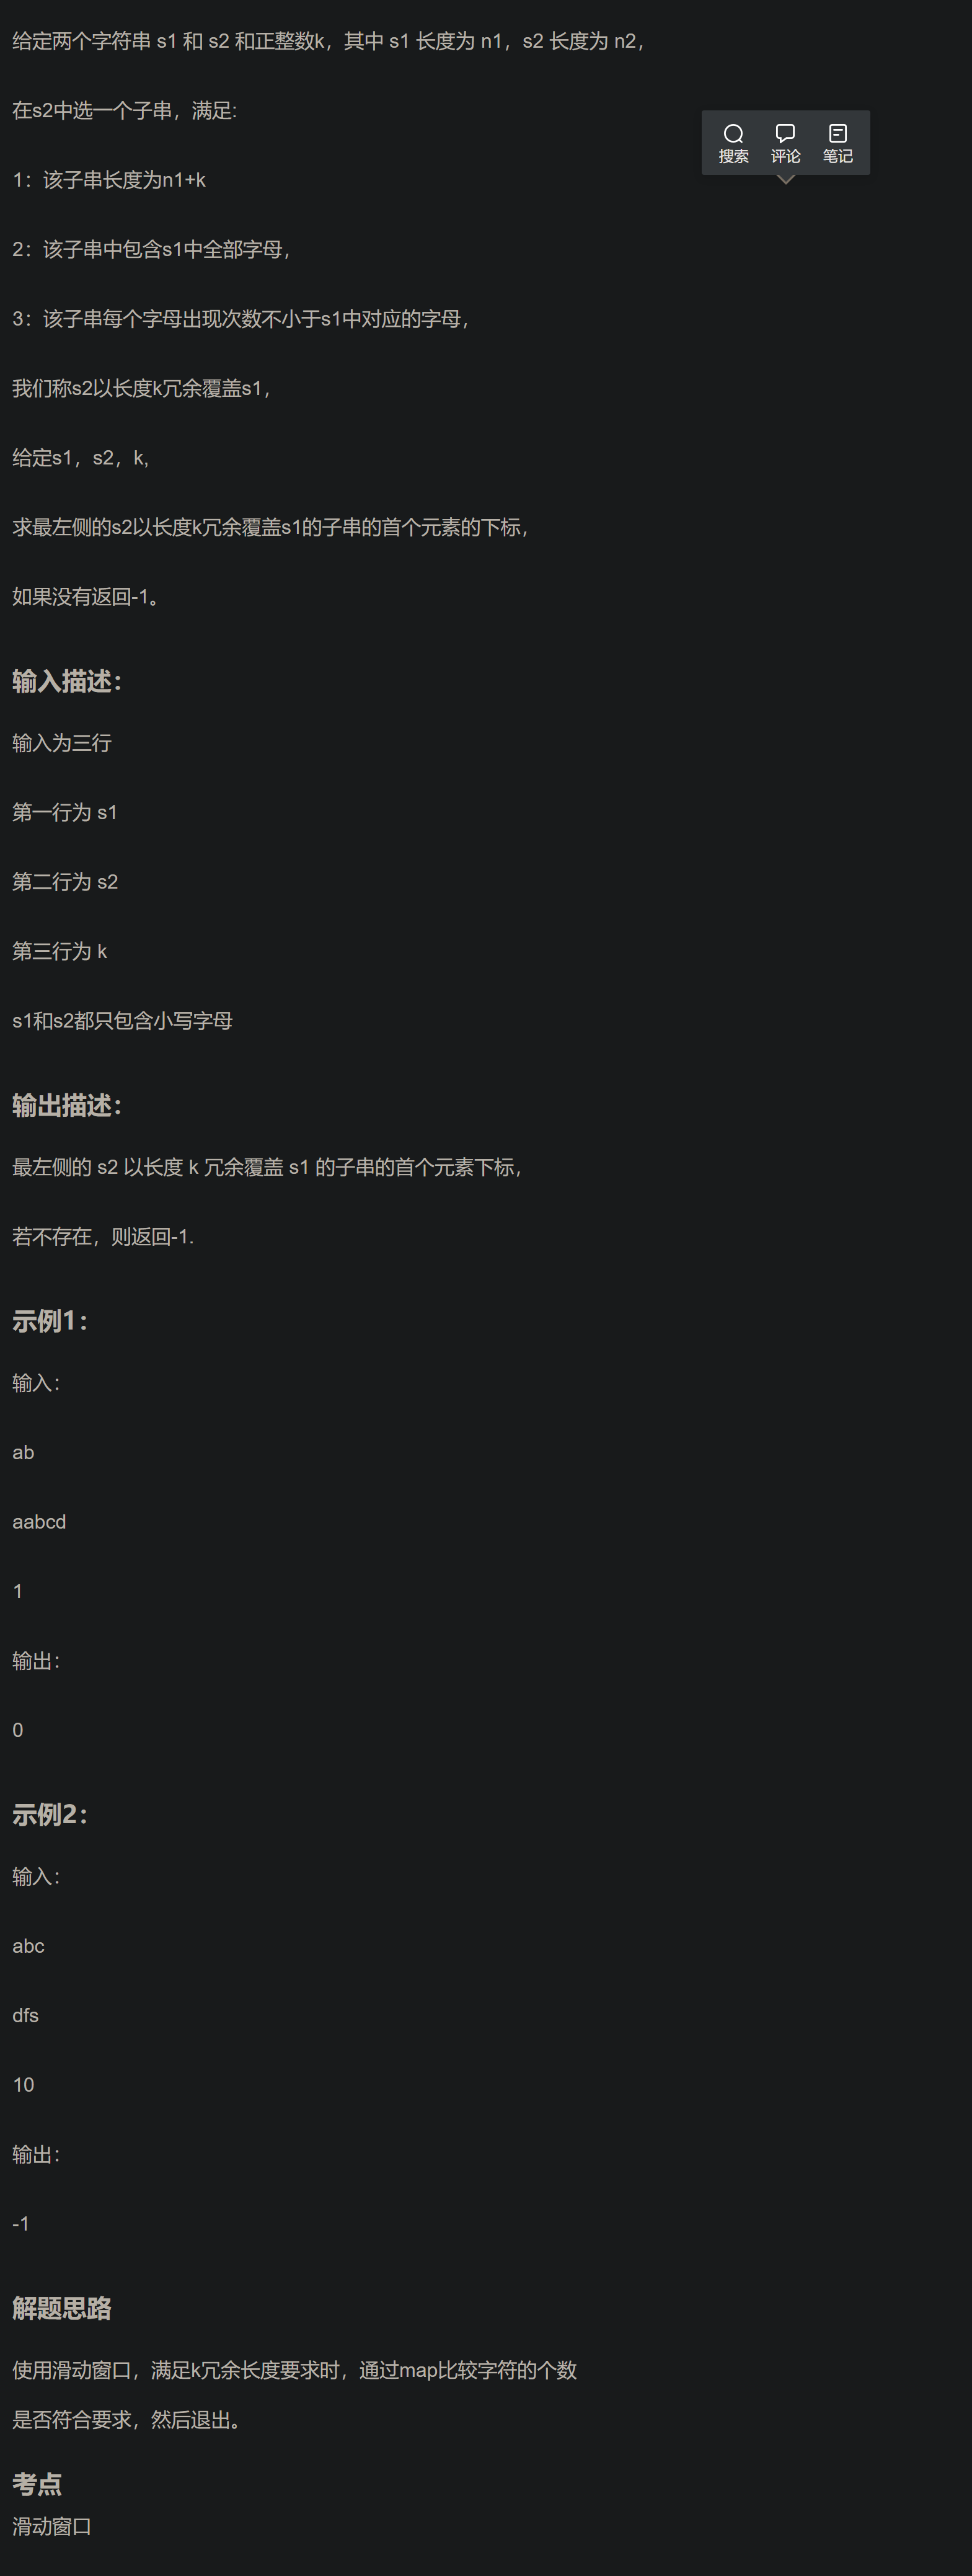 给定两个字符串 s1 和 s2 和正整数k，其中 s1 长度为 n1，s2 长度为 n2，
在s2中选一个子串，满足:
搜索 评论 笔记
1：该子串长度为n1+k
2：该子串中包含s1中全部字母，
3：该子串每个字母出现次数不小于s1中对应的字母，
我们称s2以长度k冗余覆盖s1，
给定s1，s2，k,
求最左侧的s2以长度k冗余覆盖s1的子串的首个元素的下标，
如果没有返回-1。
输入描述：
输入为三行
第一行为 s1
第二行为 s2
第三行为 k
s1和s2都只包含小写字母
输出描述：
最左侧的 s2 以长度 k 冗余覆盖 s1 的子串的首个元素下标，
若不存在，则返回-1.
示例1：
输入：
ab
aabcd
1
输出：
0
示例2：
输入：
abc
dfs
10
输出：
-1
解题思路
使用滑动窗口，满足k冗余长度要求时，通过map比较字符的个数
是否符合要求，然后退出。
考点
滑动窗口